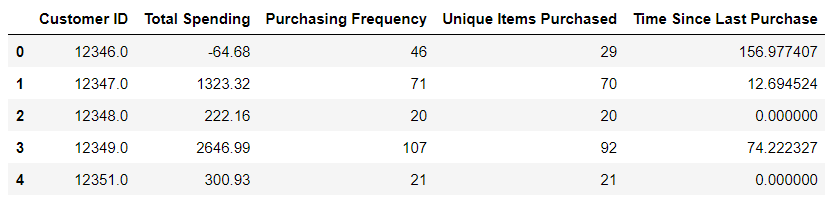 Customer ID Total Spending Purchasing Frequency Unique Items Purchased Time Since Last Purchase
0 12346.0 -64.68 46 29 156.977407
1 12347.0 1323.32 71 70 12.694524
2 12348.0 222.16 20 20 0.000000
3 12349.0 2646.99 107 92 74.222327
4 12351.0 300.93 21 21 0.000000